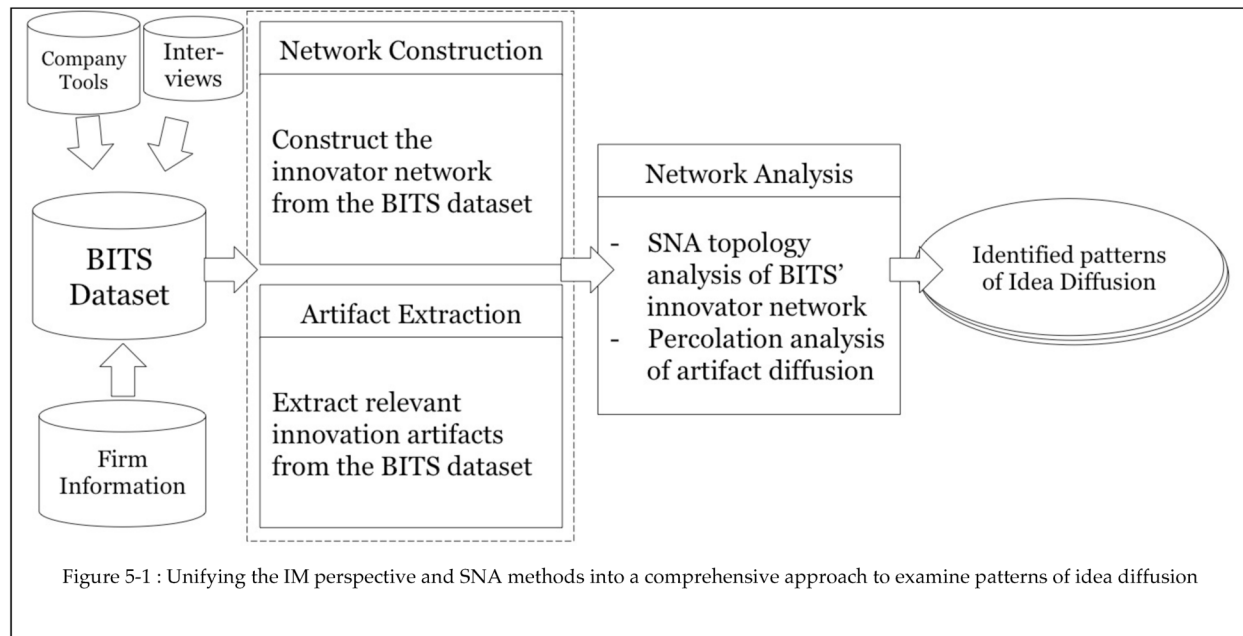 Company
Tools
Inter-
views
BITS
Dataset
Firm
Information
Network Construction
Construct the
innovator network
from the BITS dataset
Artifact Extraction
Extract relevant
innovation artifacts
from the BITS dataset
Network Analysis
- SNA topology
analysis of BITS’
innovator network
- Percolation analysis
of artifact diffusion
Identified patterns
of Idea Diffusion
Figure 5-1 : Unifying the IM perspective and SNA methods into a comprehensive approach to examine patterns of idea diffusion